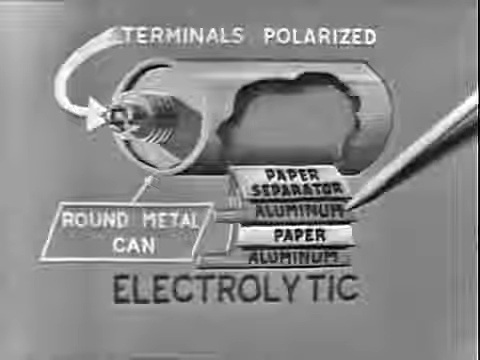 TERMINALS POLARIZED
PAPER
SEPARATOR
ALUMINUM
PAPER
ALUMINUM
ROUND METAL
CAN
ELECTROLYTIC